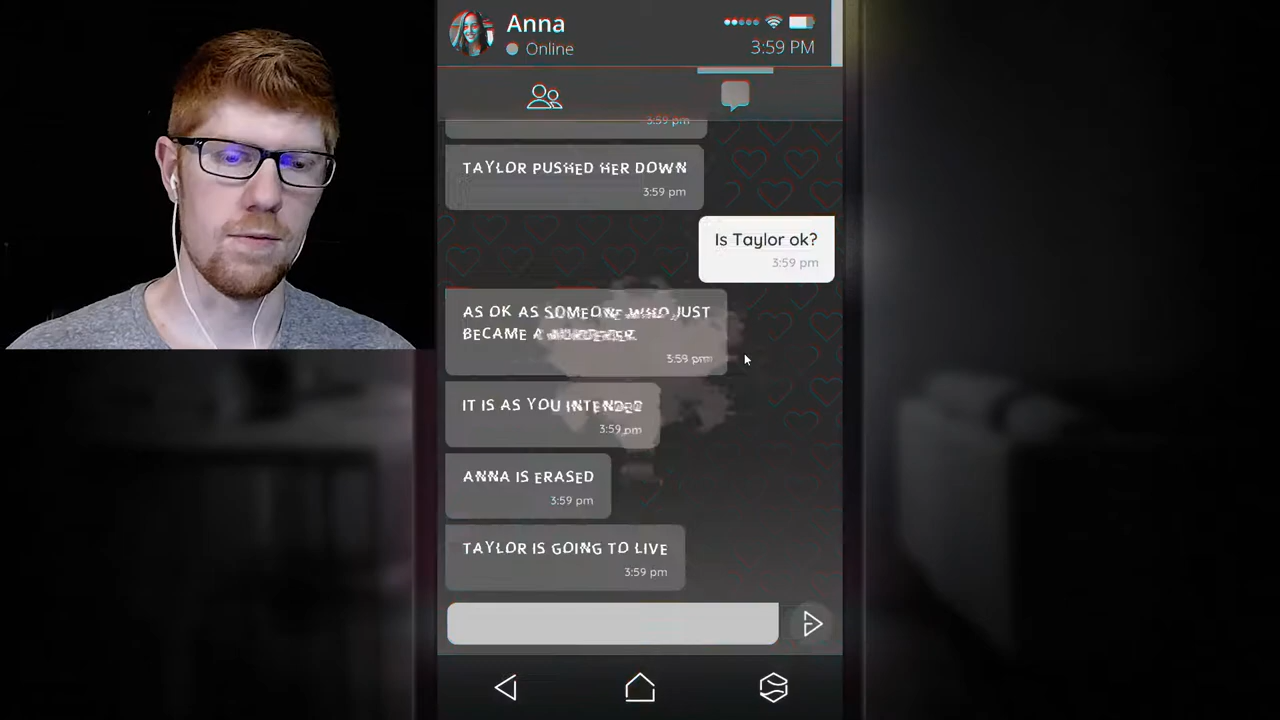 Anna
Online
3:59 PM
3:59 pm
TAYLOR PUSHED HER DOWN
3:59 pm
Is Taylor ok?
3:59 pm
AS OK AS SOMEONE WHO JUST
BECAME A MURDERER
3:59 pm
IT IS AS YOU INTENDED
3:59 pm
ANNA IS ERASED
3:59 pm
TAYLOR IS GOING TO LIVE
3:59 pm